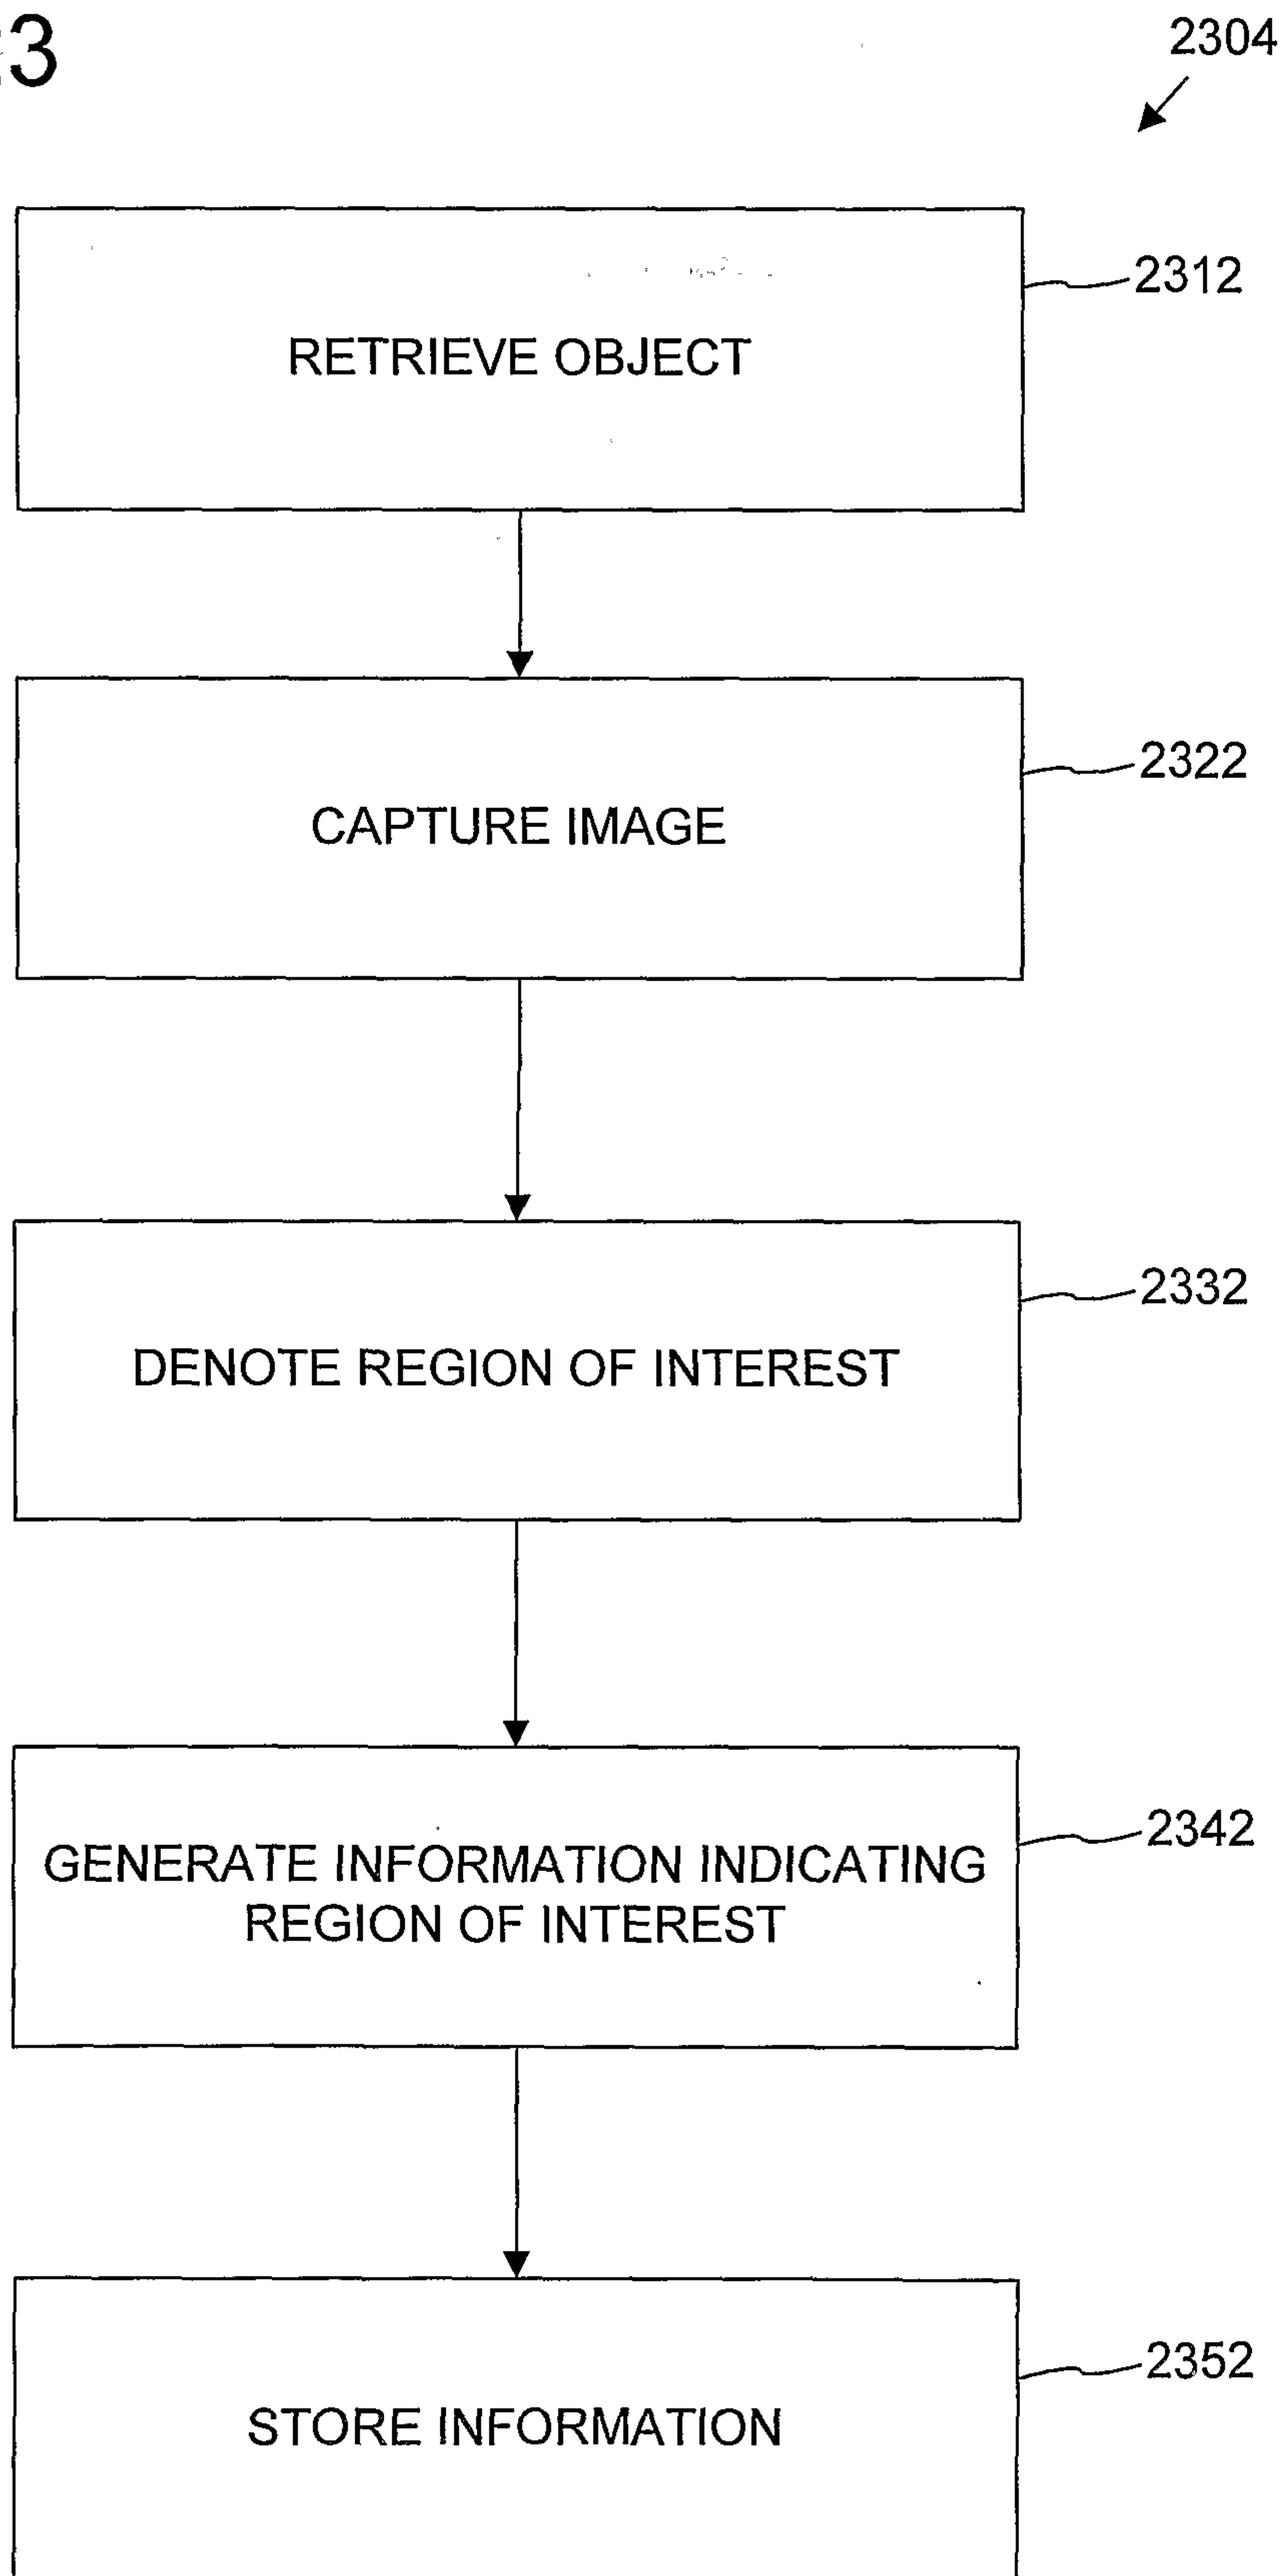 3
2304
RETRIEVE OBJECT
2312
CAPTURE IMAGE
2322
DENOTE REGION OF INTEREST
2332
GENERATE INFORMATION INDICATING
REGION OF INTEREST
2342
STORE INFORMATION
2352